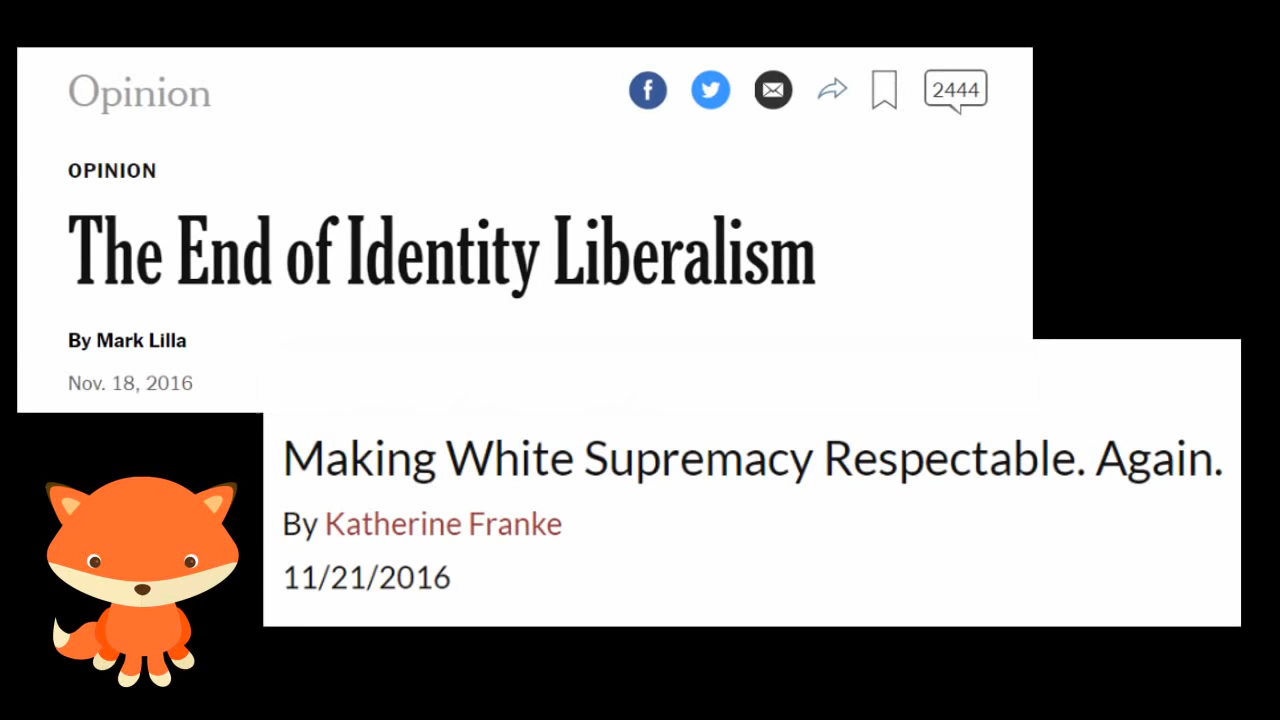 Opinion
2444
OPINION
The End of Identity Liberalism
By Mark Lilla
Nov. 18, 2016
Making White Supremacy Respectable. Again.
By Katherine Franke
11/21/2016